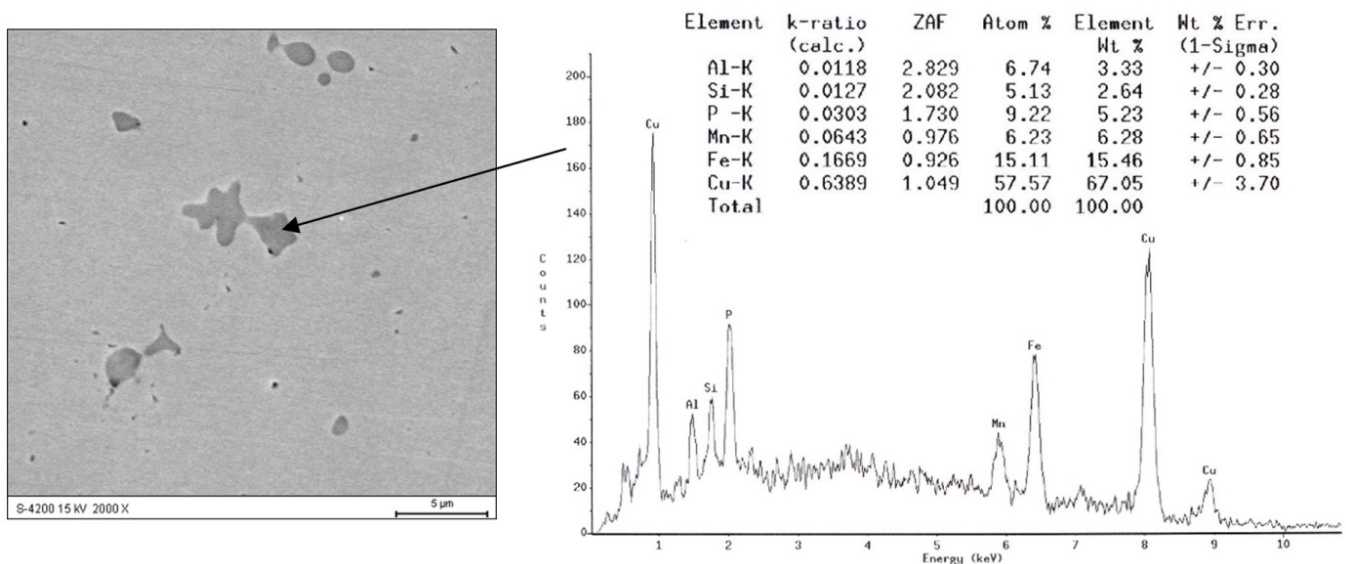 S-4200 15 kV 2000 X
5 µm
Element k-ratio ZAF Atom % Element Wt % Err.
(calc.) Wt % (1-Sigma)
Al-K 0.0118 2.829 6.74 3.33 +/- 0.30
Si-K 0.0127 2.082 5.13 2.64 +/- 0.28
P -K 0.0303 1.730 9.22 5.23 +/- 0.56
Mn-K 0.0643 0.976 6.23 6.28 +/- 0.65
Fe-K 0.1669 0.926 15.11 15.46 +/- 0.85
Cu-K 0.6389 1.049 57.57 67.05 +/- 3.70
Total 100.00 100.00
200
180
160
140
120
100
80
60
40
20
0
Counts
Cu
Al
Si
P
Mn
Fe
Cu
Cu
1 2 3 4 5 6 7 8 9 10
Energy (keV)